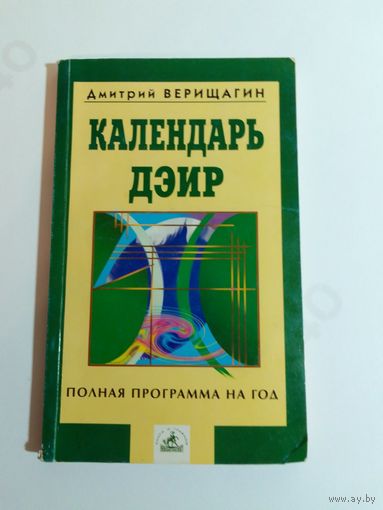 Дмитрий ВЕРИЩАГИН
КАЛЕНДАРЬ
ДЭИР
ПОЛНАЯ ПРОГРАММА НА ГОД
www.ay.by